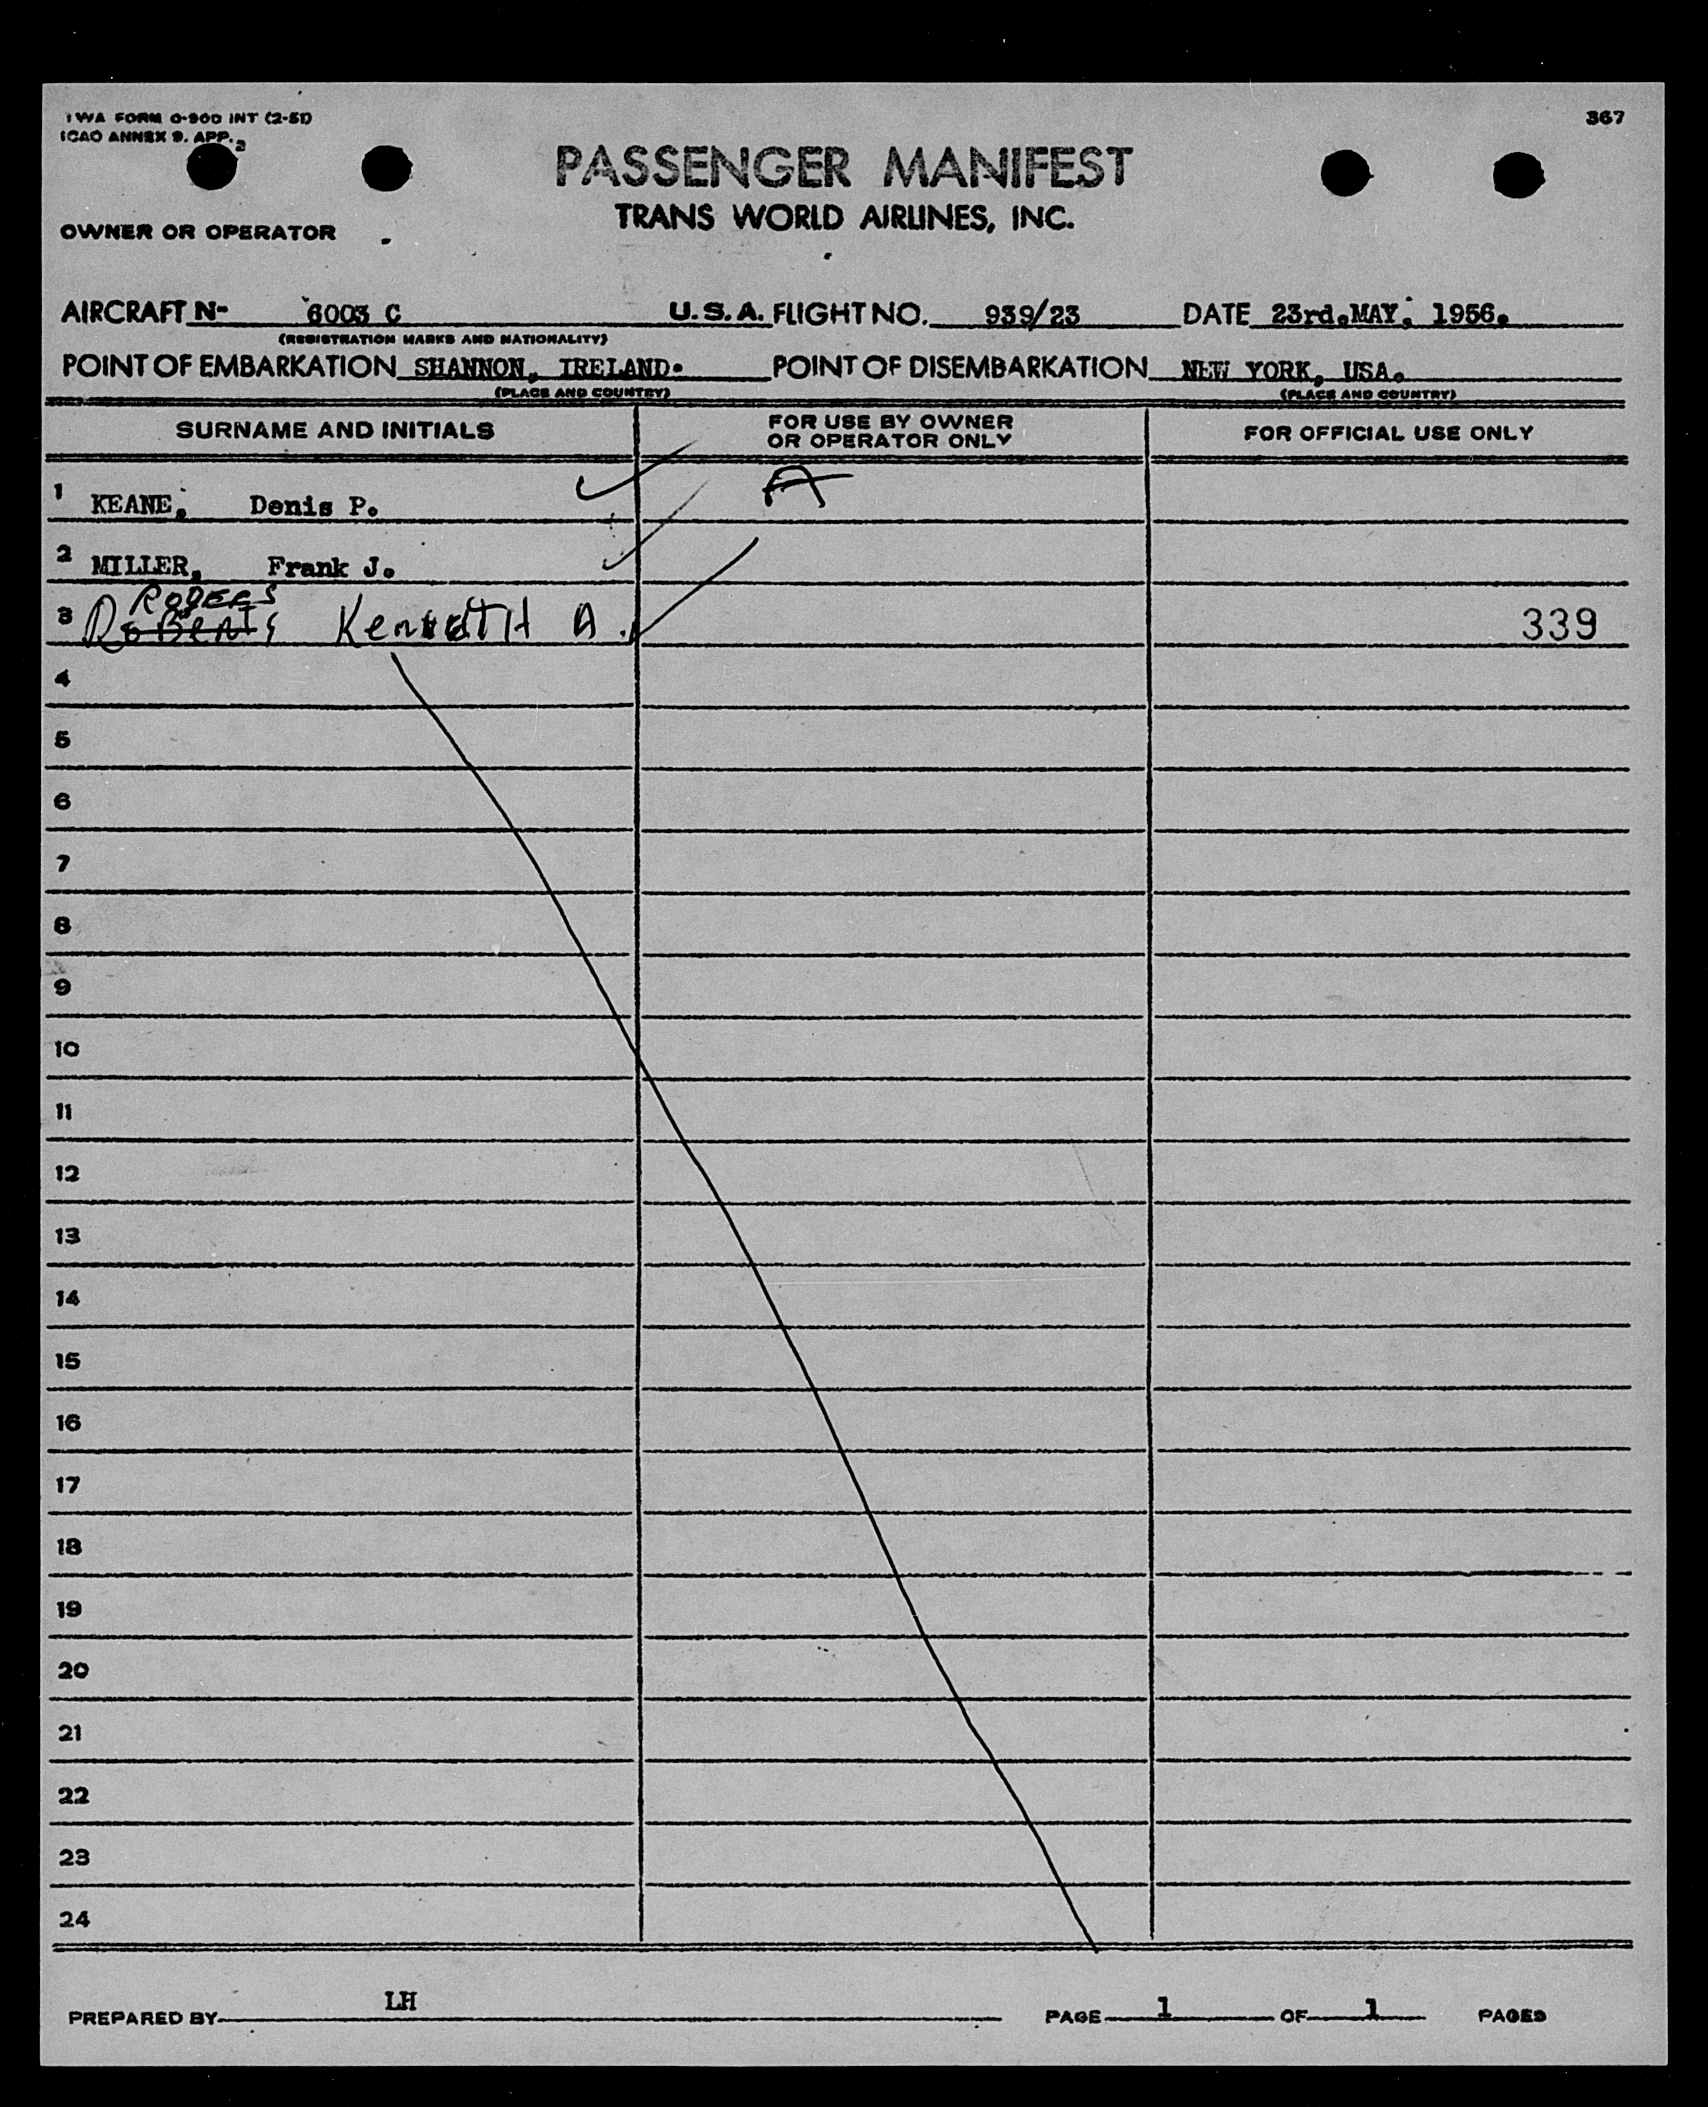 TWA FORM O-900 INT (2-51)
ICAO ANNEX 9. APP. 2
367
PASSENGER MANIFEST
TRANS WORLD AIRLINES, INC.
OWNER OR OPERATOR
AIRCRAFT N- 6003 C U.S.A. FLIGHT NO. 939/23 DATE 23rd.MAY. 1956.
(REGISTRATION MARKS AND NATIONALITY)
POINT OF EMBARKATION SHANNON, IRELAND. POINT OF DISEMBARKATION NEW YORK, USA.
(PLACE AND COUNTRY) (PLACE AND COUNTRY)
SURNAME AND INITIALS FOR USE BY OWNER OR OPERATOR ONLY FOR OFFICIAL USE ONLY
1 KEANE. Denis P. A
2 MILLER, Frank J.
ROGERS
3 RoBenTs KenneTH A. 339
4
5
6
7
8
9
10
11
12
13
14
15
16
17
18
19
20
21
22
23
24
PREPARED BY LH PAGE 1 OF 1 PAGES